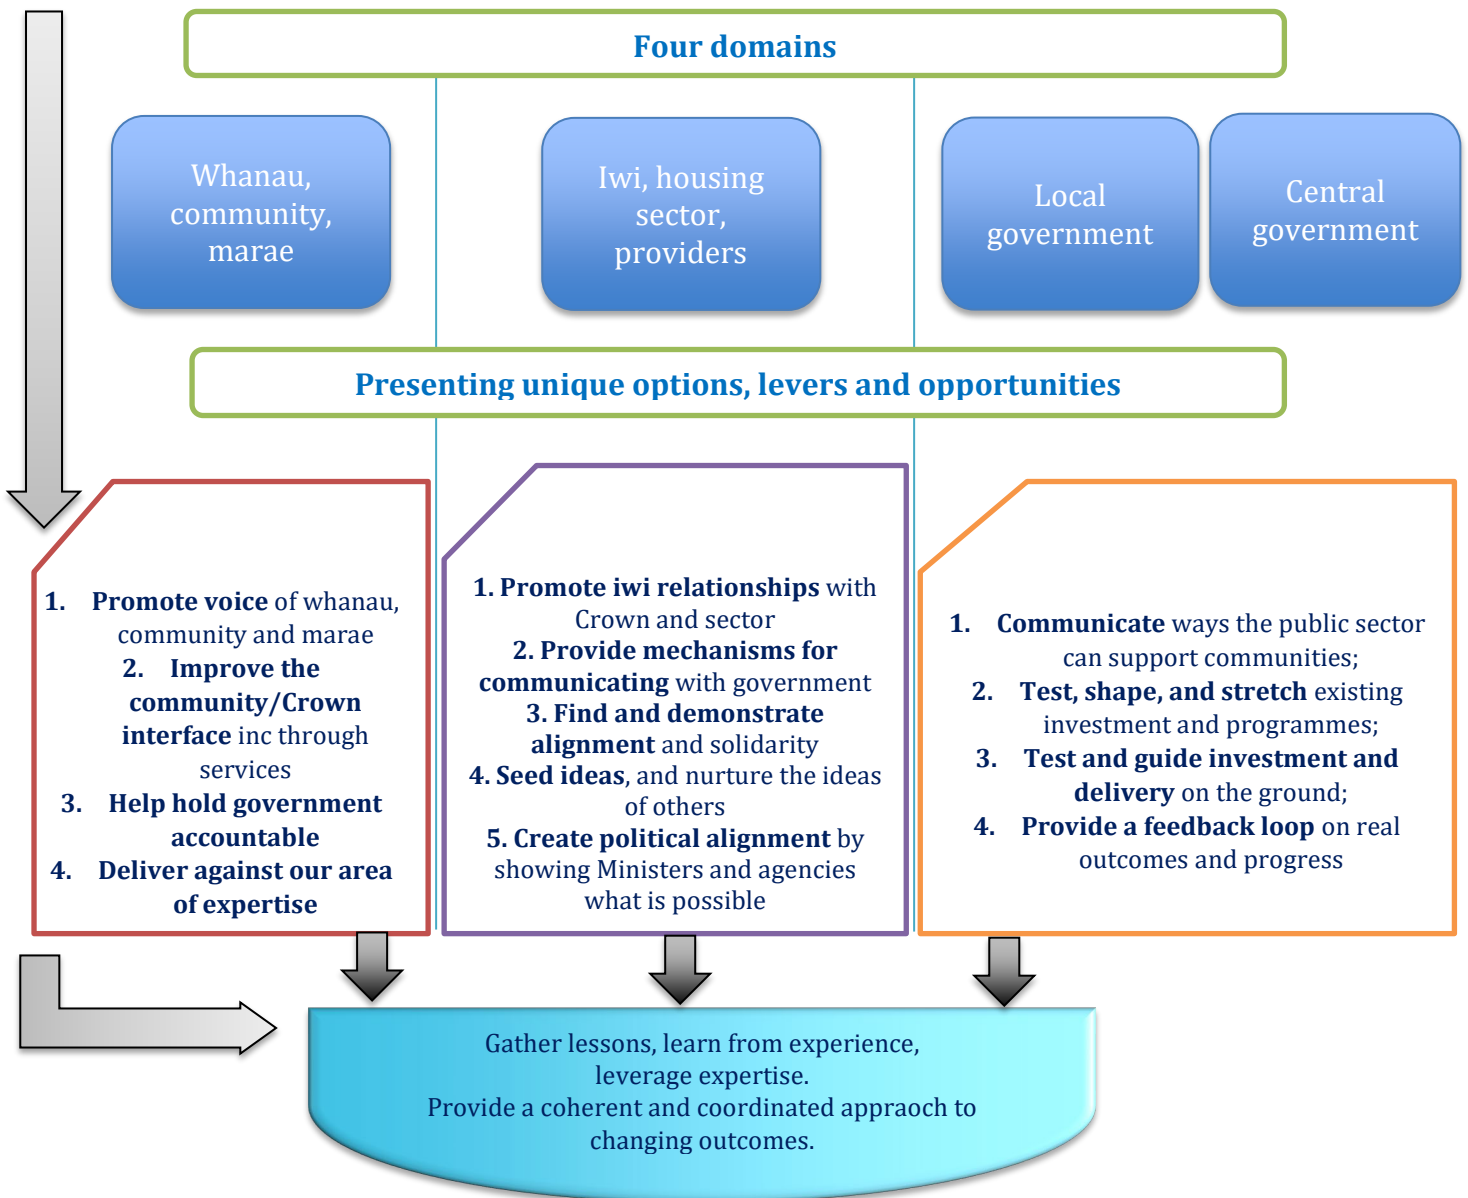 Four domains
Whanau,
community,
marae
Iwi, housing
sector,
providers
Local
government
Central
government
Presenting unique options, levers and opportunities
1. Promote voice of whanau,
community and marae
2. Improve the
community/Crown
interface inc through
services
3. Help hold government
accountable
4. Deliver against our area
of expertise
1. Promote iwi relationships with
Crown and sector
2. Provide mechanisms for
communicating with government
3. Find and demonstrate
alignment and solidarity
4. Seed ideas, and nurture the ideas
of others
5. Create political alignment by
showing Ministers and agencies
what is possible
1. Communicate ways the public sector
can support communities;
2. Test, shape, and stretch existing
investment and programmes;
3. Test and guide investment and
delivery on the ground;
4. Provide a feedback loop on real
outcomes and progress
Gather lessons, learn from experience,
leverage expertise.
Provide a coherent and coordinated appraoch to
changing outcomes.